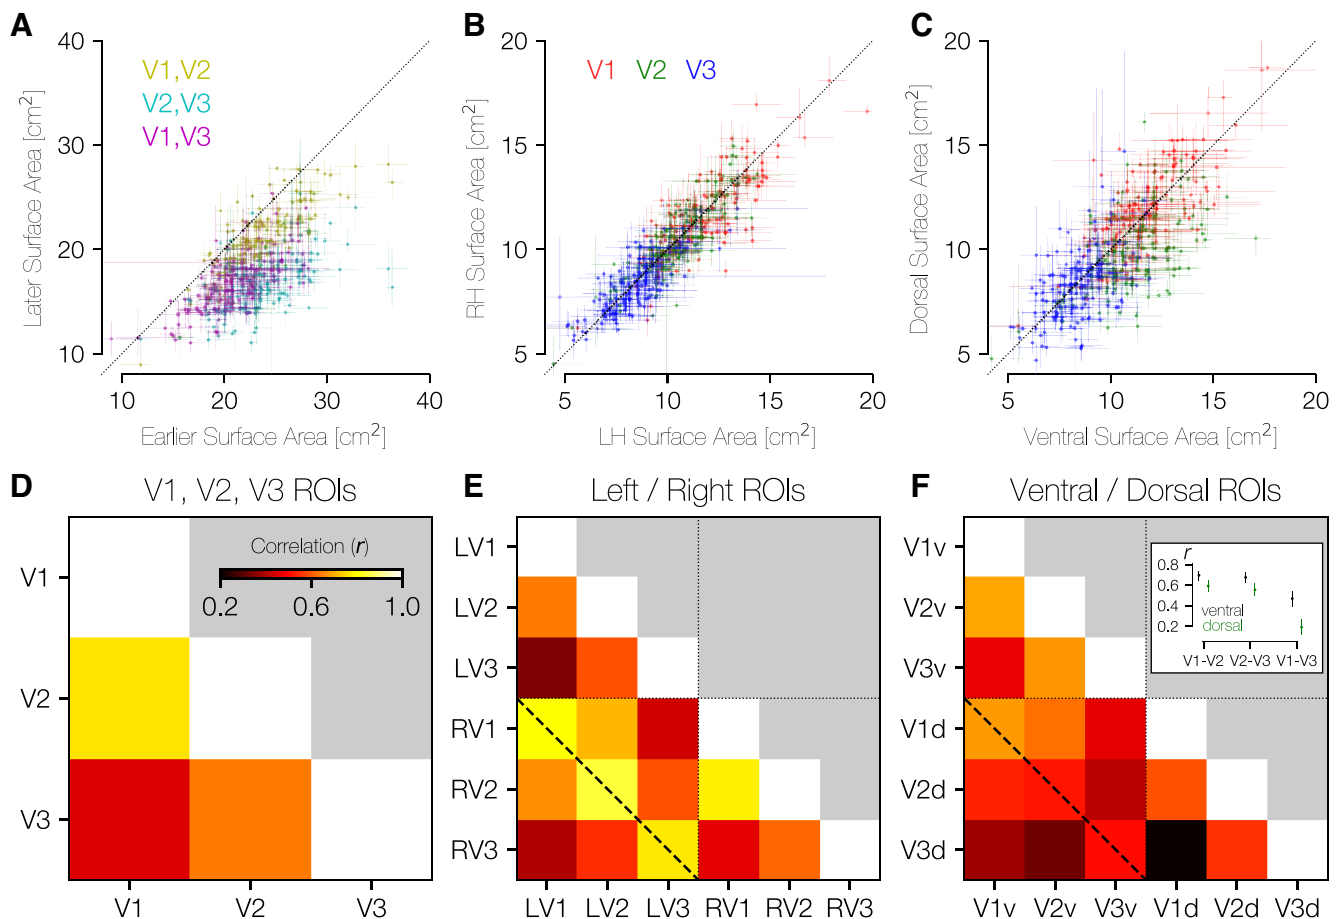 A
40
30
20
10
V1,V2
V2,V3
V1,V3
Later Surface Area [cm²]
10 20 30 40
Earlier Surface Area [cm²]
B
20
15
10
5
V1 V2 V3
RH Surface Area [cm²]
5 10 15 20
LH Surface Area [cm²]
C
20
15
10
5
Dorsal Surface Area [cm²]
5 10 15 20
Ventral Surface Area [cm²]
D V1, V2, V3 ROIs
Correlation (r)
0.2 0.6 1.0
V1
V2
V3
V1 V2 V3
E Left / Right ROIs
LV1
LV2
LV3
RV1
RV2
RV3
LV1 LV2 LV3 RV1 RV2 RV3
F Ventral / Dorsal ROIs
V1v
V2v
V3v
V1d
V2d
V3d
V1v V2v V3v V1d V2d V3d
r
0.8
0.6
0.4
0.2
ventral
dorsal
V1-V2 V2-V3 V1-V3